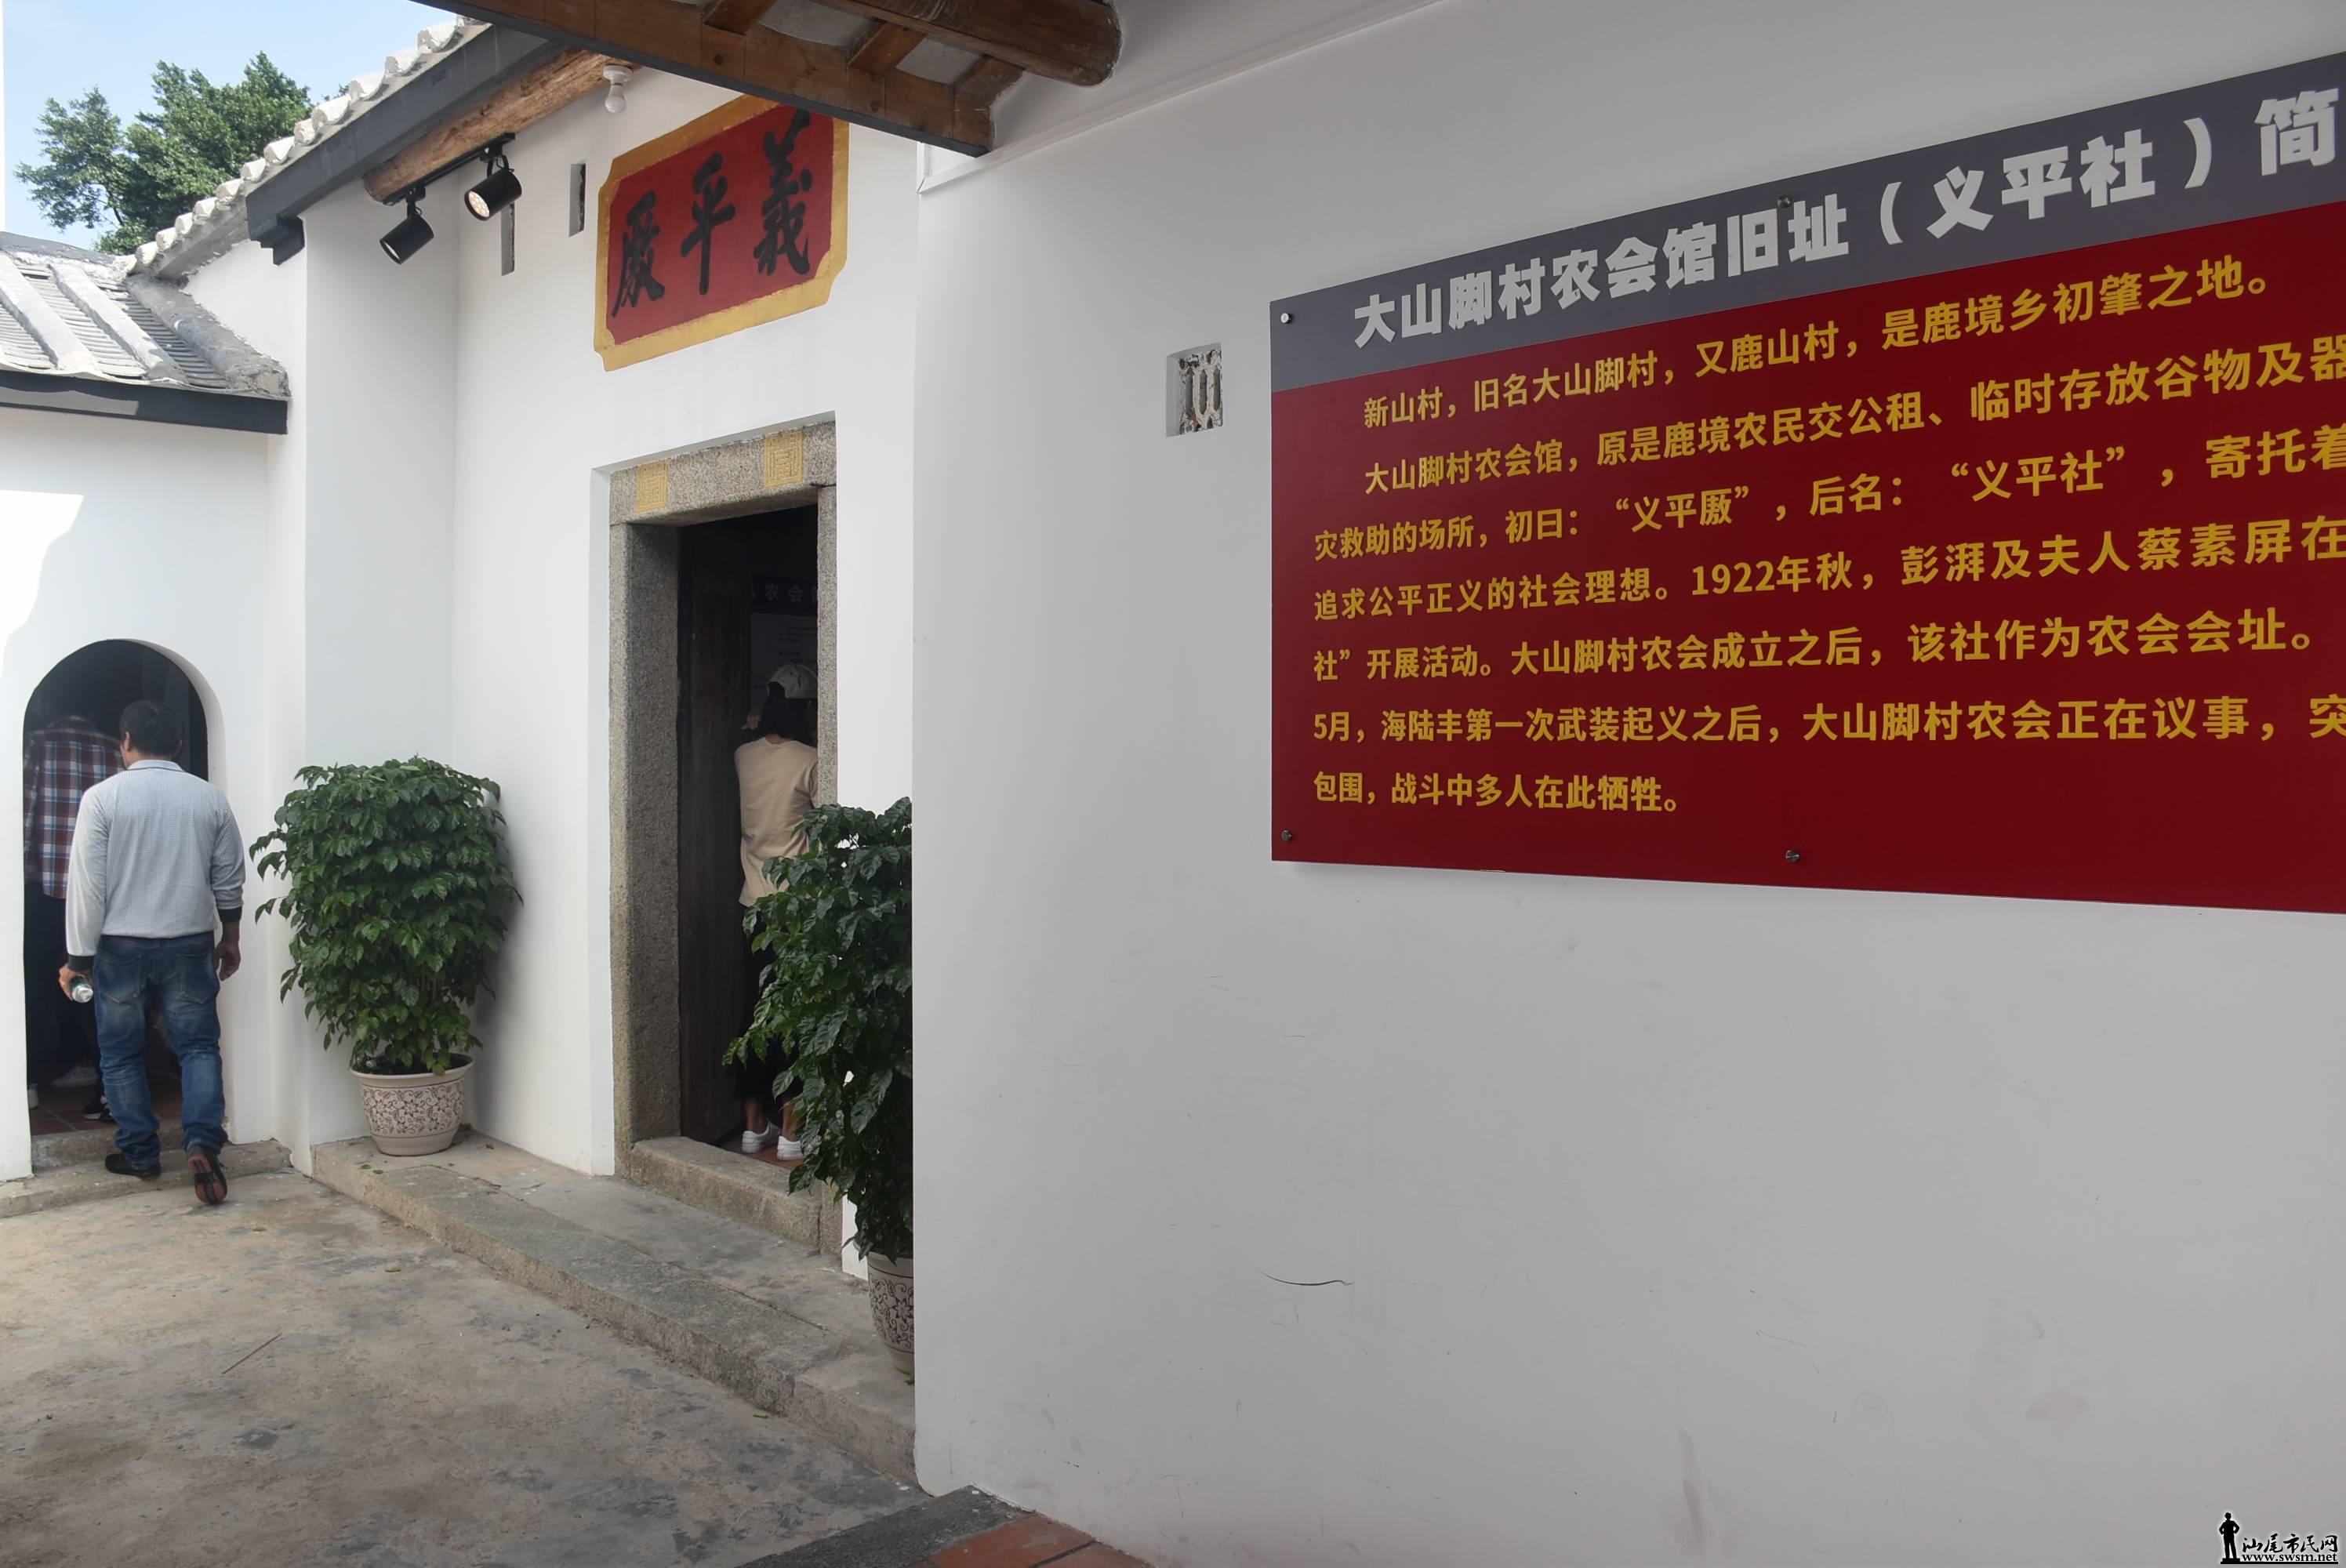 義平廒
大山脚村农会馆旧址（义平社）简
新山村，旧名大山脚村，又鹿山村，是鹿境乡初肇之地。
大山脚村农会馆，原是鹿境农民交公租、临时存放谷物及器
灾救助的场所，初曰：“义平廒”，后名：“义平社”，寄托着
追求公平正义的社会理想。1922年秋，彭湃及夫人蔡素屏在
社”开展活动。大山脚村农会成立之后，该社作为农会会址。
5月，海陆丰第一次武装起义之后，大山脚村农会正在议事，突
包围，战斗中多人在此牺牲。
农会
汕尾市民网
www.swsm.net